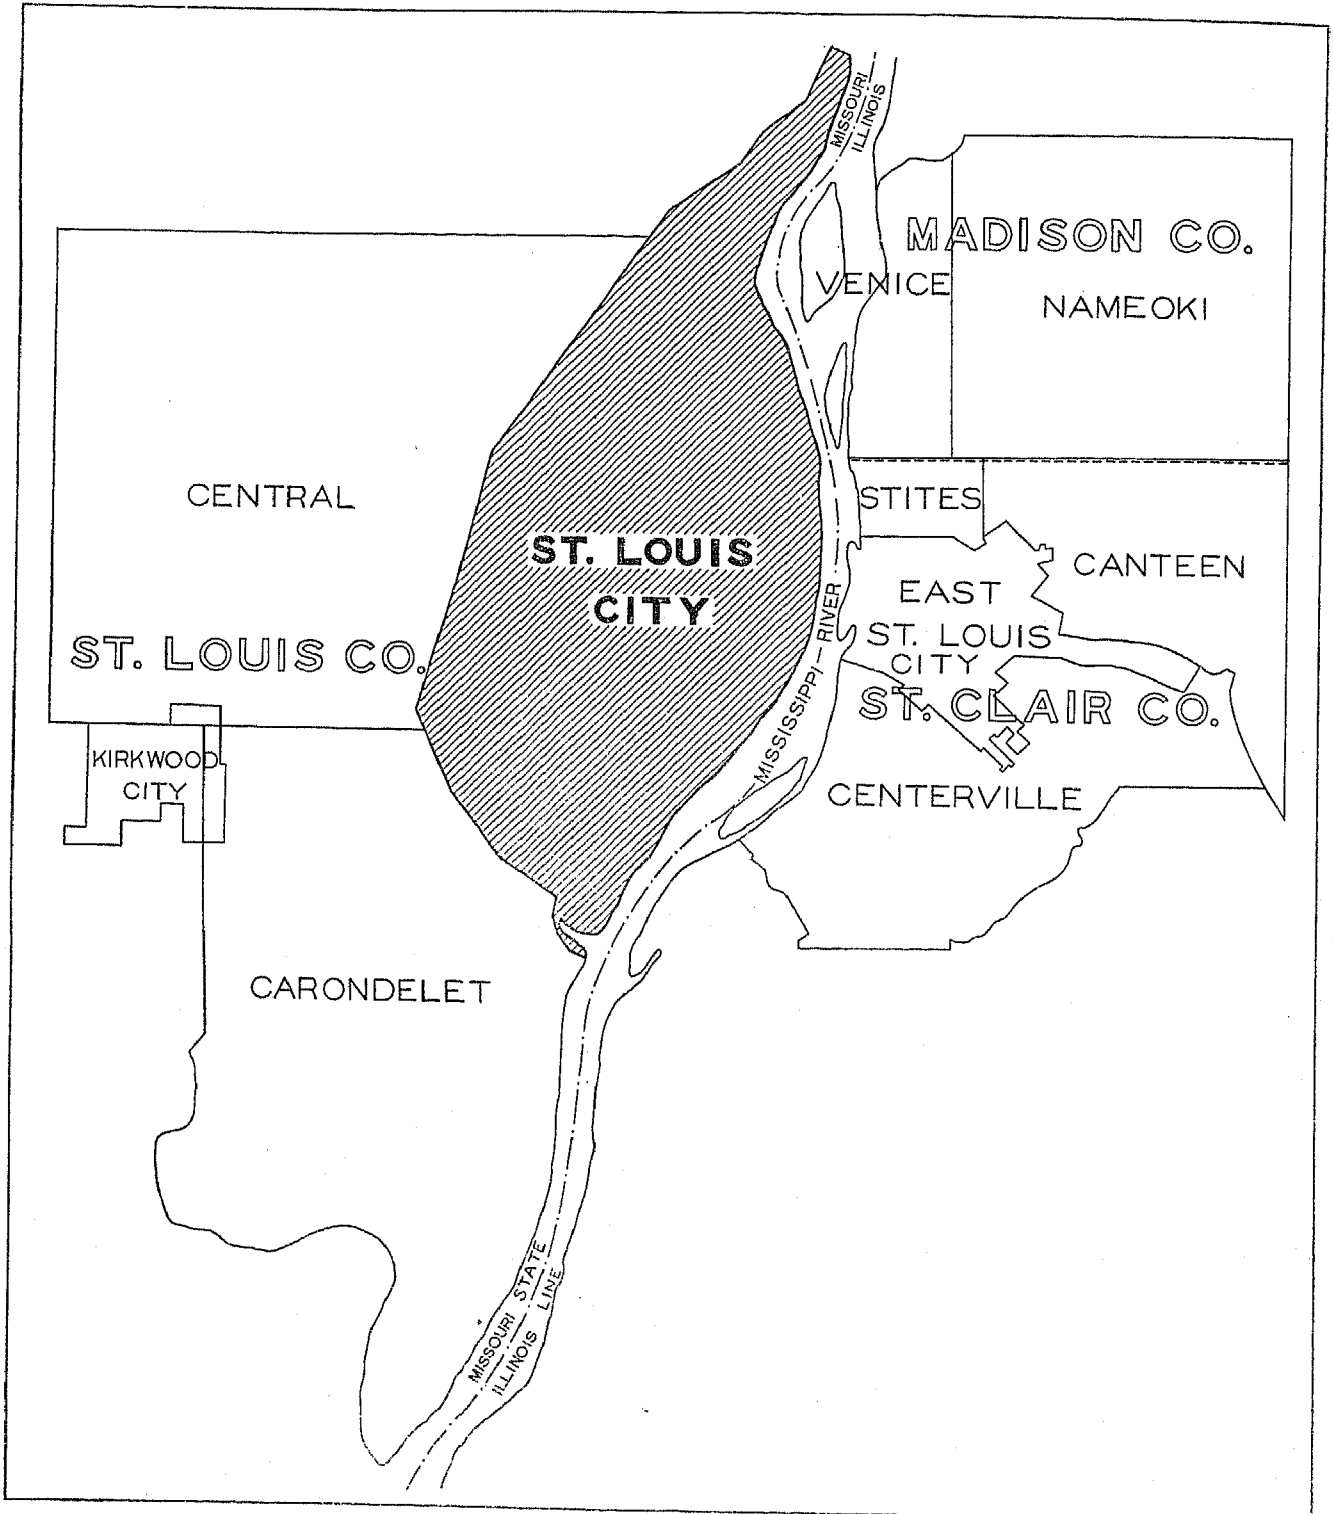 MISSOURI
ILLINOIS
MADISON CO.
VENICE
NAMEOKI
CENTRAL
STITES
ST. LOUIS
CITY
CANTEEN
EAST
ST. LOUIS
CITY
ST. LOUIS CO.
ST. CLAIR CO.
MISSISSIPPI — RIVER
KIRKWOOD
CITY
CENTERVILLE
CARONDELET
MISSOURI STATE
ILLINOIS LINE